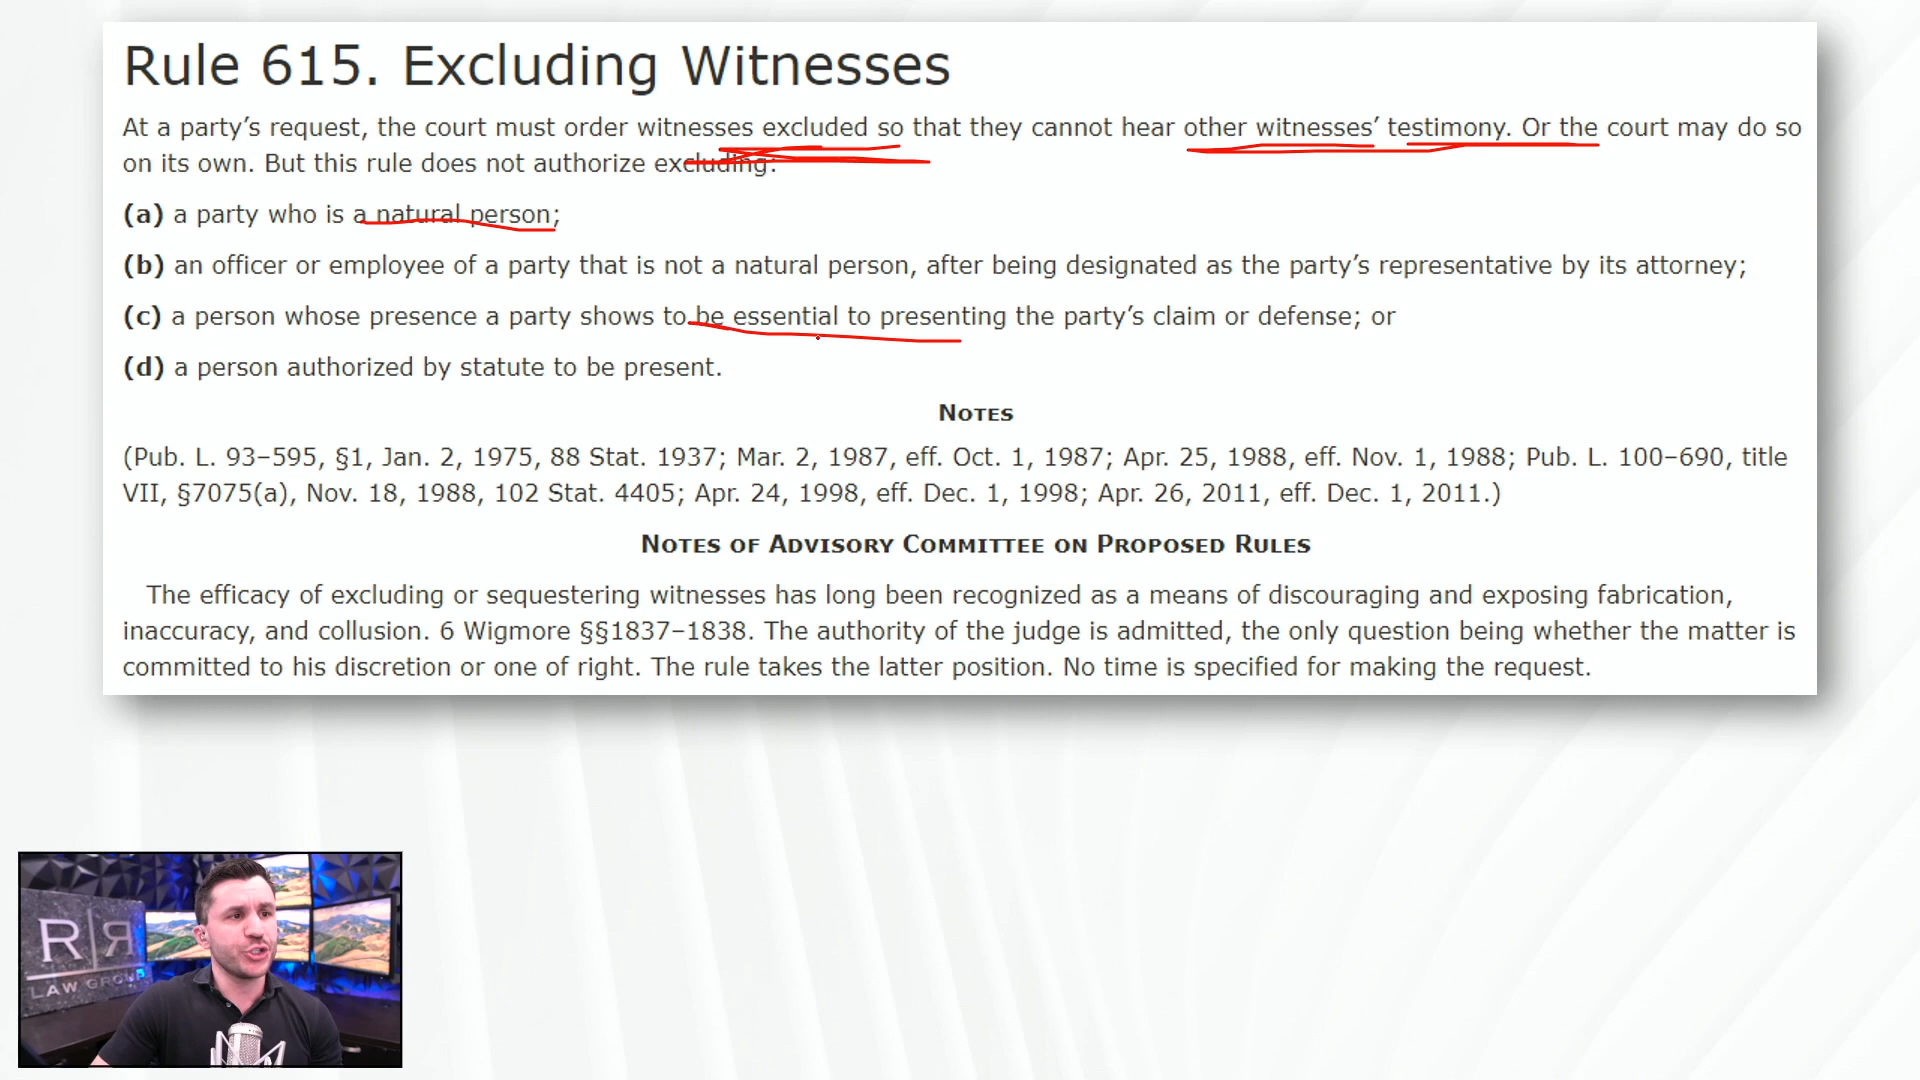 Rule 615. Excluding Witnesses
At a party’s request, the court must order witnesses excluded so that they cannot hear other witnesses’ testimony. Or the court may do so
on its own. But this rule does not authorize excluding:
(a) a party who is a natural person;
(b) an officer or employee of a party that is not a natural person, after being designated as the party’s representative by its attorney;
(c) a person whose presence a party shows to be essential to presenting the party’s claim or defense; or
(d) a person authorized by statute to be present.
Notes
(Pub. L. 93–595, §1, Jan. 2, 1975, 88 Stat. 1937; Mar. 2, 1987, eff. Oct. 1, 1987; Apr. 25, 1988, eff. Nov. 1, 1988; Pub. L. 100–690, title
VII, §7075(a), Nov. 18, 1988, 102 Stat. 4405; Apr. 24, 1998, eff. Dec. 1, 1998; Apr. 26, 2011, eff. Dec. 1, 2011.)
Notes of Advisory Committee on Proposed Rules
The efficacy of excluding or sequestering witnesses has long been recognized as a means of discouraging and exposing fabrication,
inaccuracy, and collusion. 6 Wigmore §§1837–1838. The authority of the judge is admitted, the only question being whether the matter is
committed to his discretion or one of right. The rule takes the latter position. No time is specified for making the request.
R|R
LAW GROUP